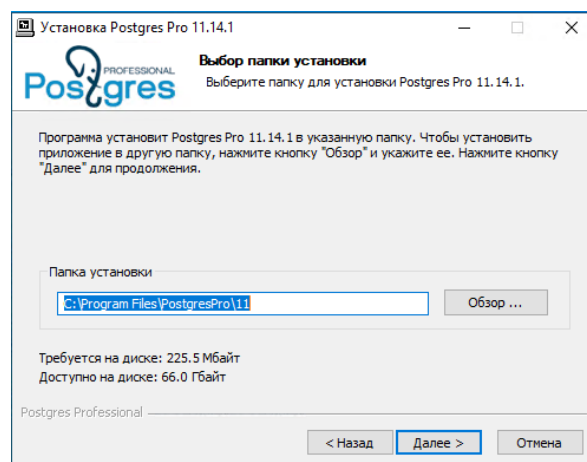 Установка Postgres Pro 11.14.1
PROFESSIONAL
Postgres
Выбор папки установки
Выберите папку для установки Postgres Pro 11.14.1.
Программа установит Postgres Pro 11.14.1 в указанную папку. Чтобы установить
приложение в другую папку, нажмите кнопку "Обзор" и укажите ее. Нажмите кнопку
"Далее" для продолжения.
Папка установки
C:\Program Files\PostgresPro\11
Обзор ...
Требуется на диске: 225.5 Мбайт
Доступно на диске: 66.0 Гбайт
Postgres Professional
< Назад Далее > Отмена